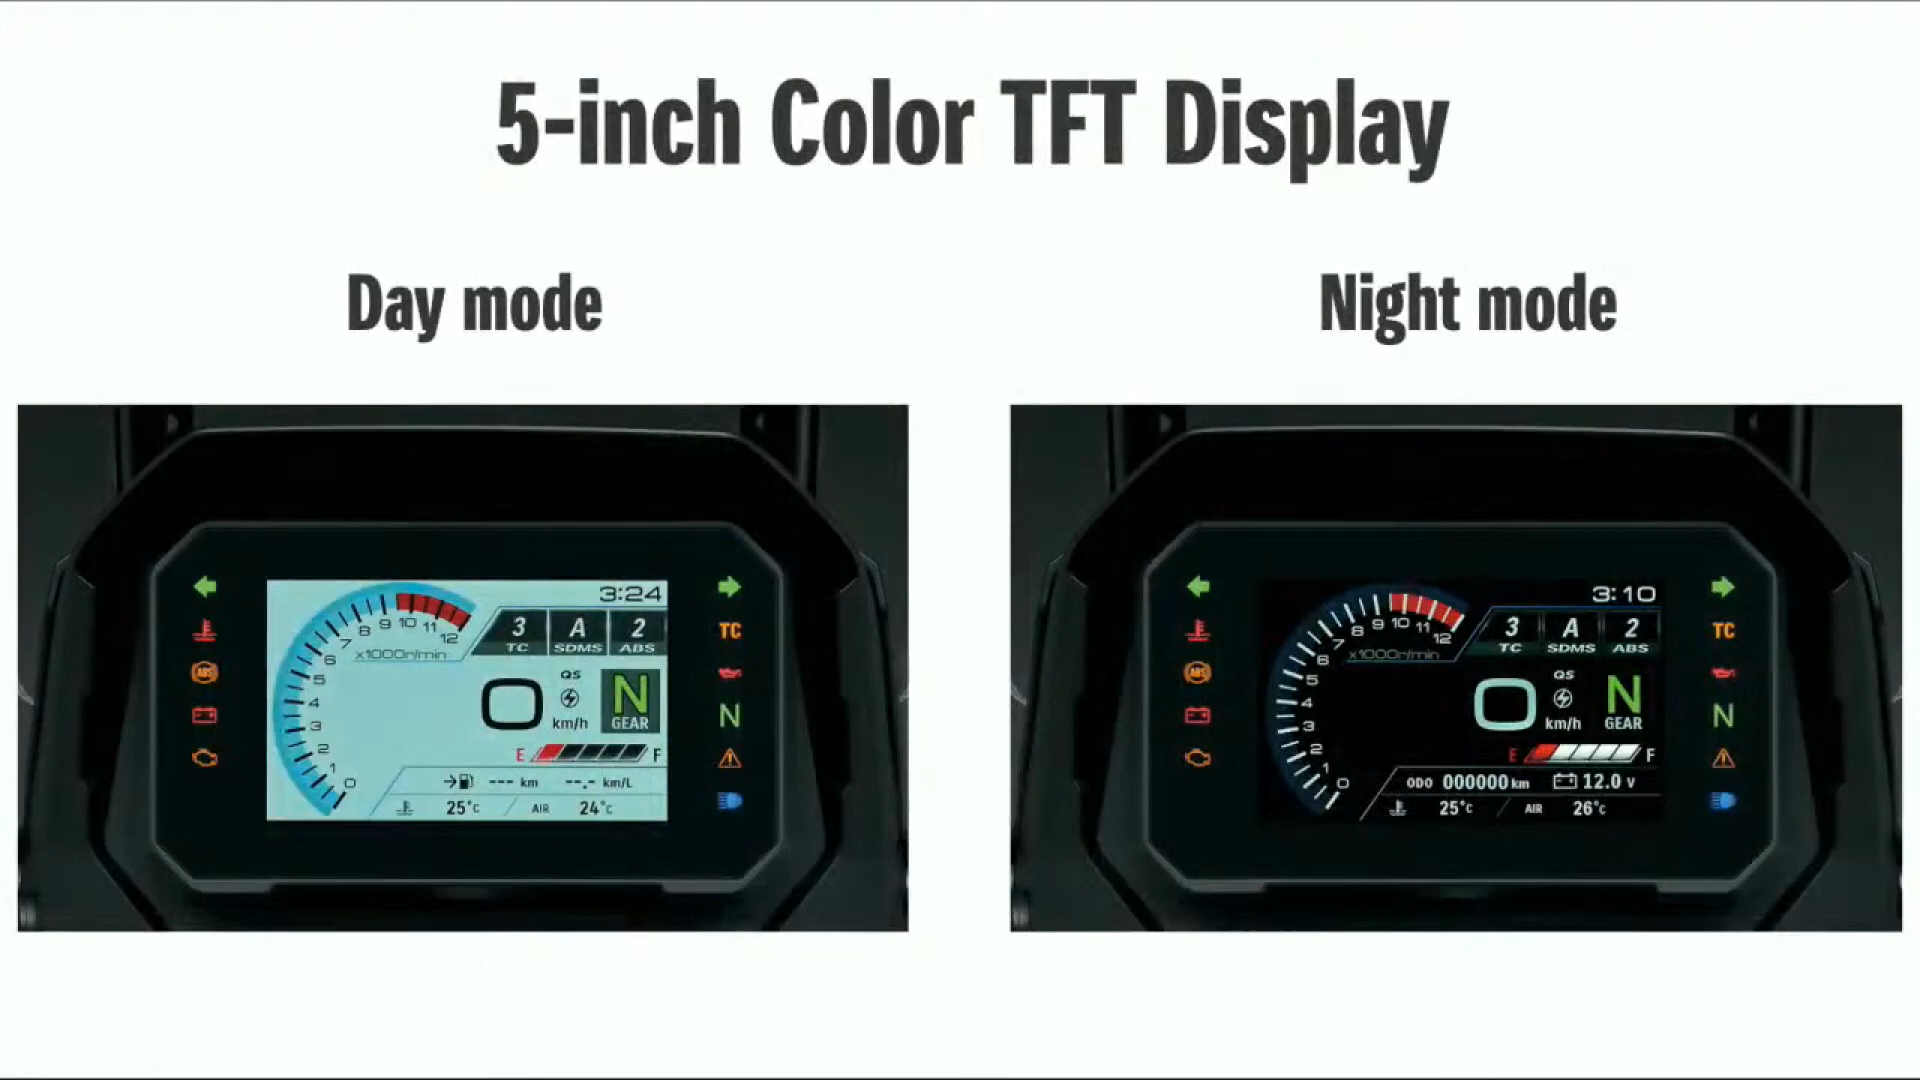 5-inch Color TFT Display
Day mode
Night mode
3:24
TC
3 A 2
TC SDMS ABS
0 1 2 3 4 5 6 7 8 9 10 11 12
x1000r/min
ABS
QS
0
km/h
N
GEAR
N
E F
--- km --.- km/L
25°C AIR 24°C
3:10
TC
3 A 2
TC SDMS ABS
0 1 2 3 4 5 6 7 8 9 10 11 12
x1000r/min
ABS
QS
0
km/h
N
GEAR
N
E F
ODO 000000 km 12.0 V
25°C AIR 26°C